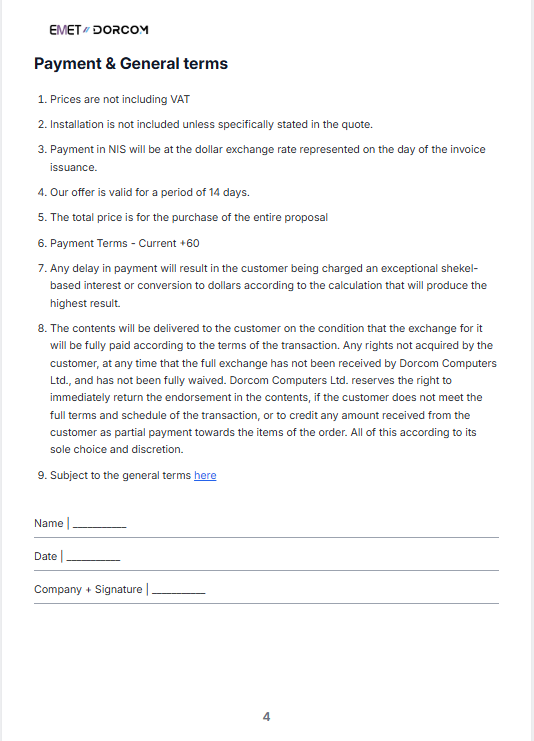 EMET // DORCOM
Payment & General terms
1. Prices are not including VAT
2. Installation is not included unless specifically stated in the quote.
3. Payment in NIS will be at the dollar exchange rate represented on the day of the invoice
issuance.
4. Our offer is valid for a period of 14 days.
5. The total price is for the purchase of the entire proposal
6. Payment Terms - Current +60
7. Any delay in payment will result in the customer being charged an exceptional shekel-
based interest or conversion to dollars according to the calculation that will produce the
highest result.
8. The contents will be delivered to the customer on the condition that the exchange for it
will be fully paid according to the terms of the transaction. Any rights not acquired by the
customer, at any time that the full exchange has not been received by Dorcom Computers
Ltd., and has not been fully waived. Dorcom Computers Ltd. reserves the right to
immediately return the endorsement in the contents, if the customer does not meet the
full terms and schedule of the transaction, or to credit any amount received from the
customer as partial payment towards the items of the order. All of this according to its
sole choice and discretion.
9. Subject to the general terms here
Name | __________
Date | __________
Company + Signature | __________
4